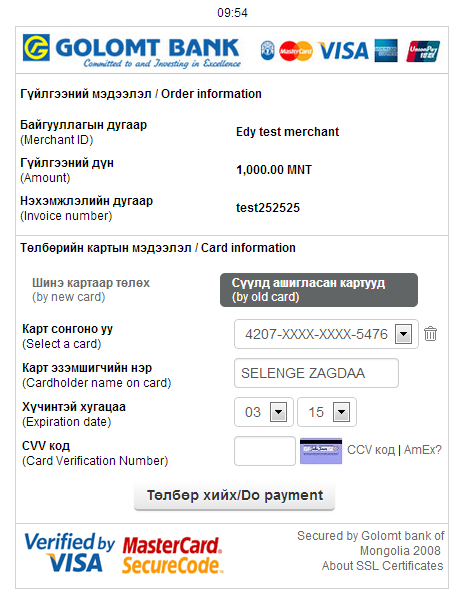 09:54
GOLOMT BANK
Committed to and Investing in Excellence
MasterCard VISA AMERICAN EXPRESS UnionPay
Гүйлгээний мэдээлэл / Order information
Байгууллагын дугаар
(Merchant ID)
Edy test merchant
Гүйлгээний дүн
(Amount)
1,000.00 MNT
Нэхэмжлэлийн дугаар
(Invoice number)
test252525
Төлбөрийн картын мэдээлэл / Card information
Шинэ картаар төлөх
(by new card)
Сүүлд ашигласан картууд
(by old card)
Карт сонгоно уу
(Select a card)
4207-XXXX-XXXX-5476
Карт эзэмшигчийн нэр
(Cardholder name on card)
SELENGE ZAGDAA
Хүчинтэй хугацаа
(Expiration date)
03 15
CVV код
(Card Verification Number)
CCV код | AmEx?
Төлбөр хийх/Do payment
Verified by
VISA
MasterCard.
SecureCode.
Secured by Golomt bank of
Mongolia 2008
About SSL Certificates